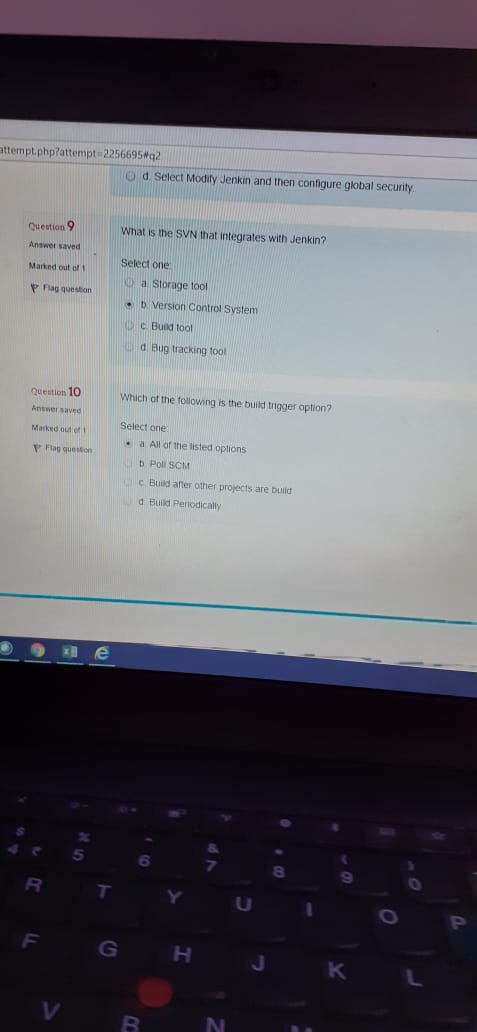 attempt.php?attempt=2256695#q2
d. Select Modify Jenkin and then configure global security.
Question 9
Answer saved
Marked out of 1
Flag question
What is the SVN that integrates with Jenkin?
Select one:
a. Storage tool
b. Version Control System
c. Build tool
d. Bug tracking tool
Question 10
Answer saved
Marked out of 1
Flag question
Which of the following is the build trigger option?
Select one:
a. All of the listed options
b. Poll SCM
c. Build after other projects are build
d. Build Periodically
$ % ^ & * ( )
4 ₹ 5 6 7 8 9 0
R T Y U I O P
F G H J K L
V B N